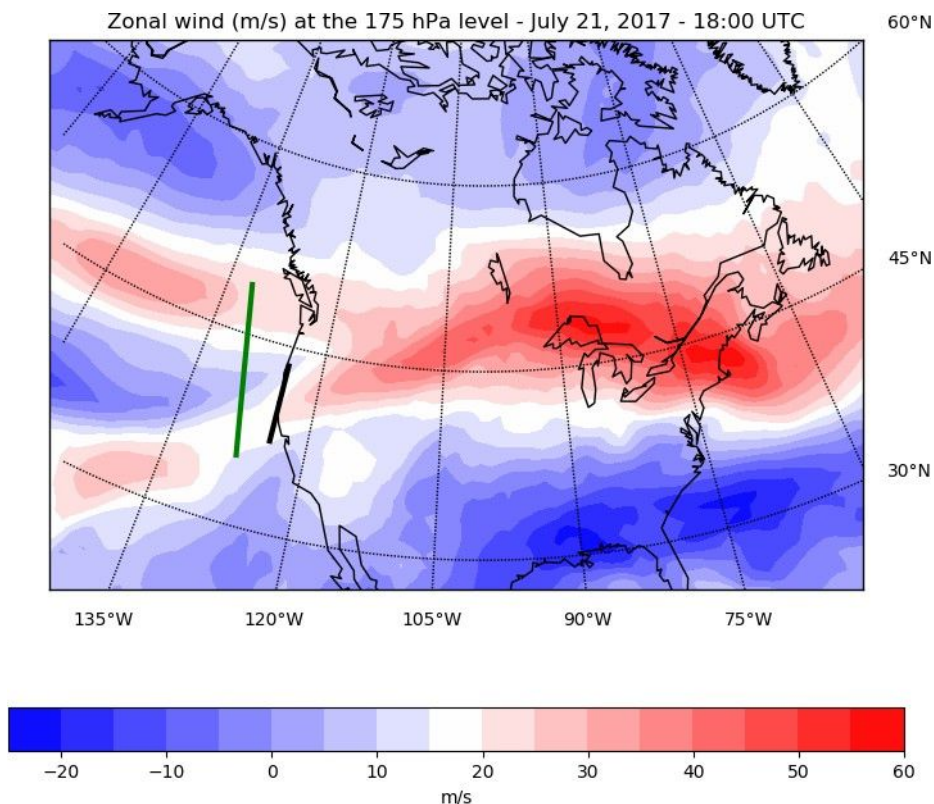 Zonal wind (m/s) at the 175 hPa level - July 21, 2017 - 18:00 UTC
60°N
45°N
30°N
135°W 120°W 105°W 90°W 75°W
−20 −10 0 10 20 30 40 50 60
m/s